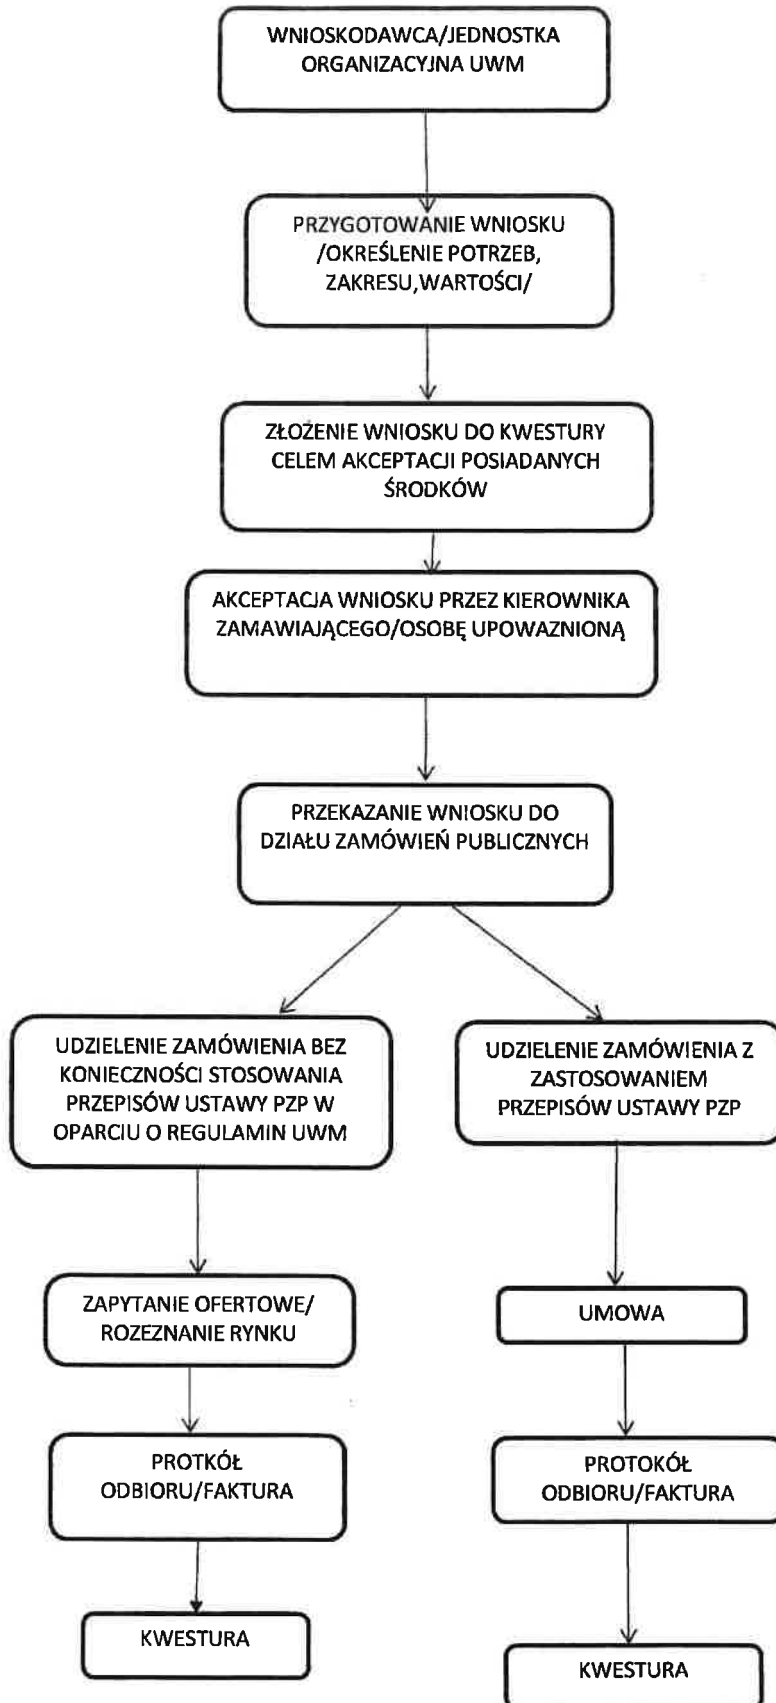 WNIOSKODAWCA/JEDNOSTKA
ORGANIZACYJNA UWM
PRZYGOTOWANIE WNIOSKU
/OKREŚLENIE POTRZEB,
ZAKRESU,WARTOŚCI/
ZŁOŻENIE WNIOSKU DO KWESTURY
CELEM AKCEPTACJI POSIADANYCH
ŚRODKÓW
AKCEPTACJA WNIOSKU PRZEZ KIEROWNIKA
ZAMAWIAJĄCEGO/OSOBĘ UPOWAZNIONĄ
PRZEKAZANIE WNIOSKU DO
DZIAŁU ZAMÓWIEŃ PUBLICZNYCH
UDZIELENIE ZAMÓWIENIA BEZ
KONIECZNOŚCI STOSOWANIA
PRZEPISÓW USTAWY PZP W
OPARCIU O REGULAMIN UWM
UDZIELENIE ZAMÓWIENIA Z
ZASTOSOWANIEM
PRZEPISÓW USTAWY PZP
ZAPYTANIE OFERTOWE/
ROZEZNANIE RYNKU
UMOWA
PROTKÓŁ
ODBIORU/FAKTURA
PROTOKÓŁ
ODBIORU/FAKTURA
KWESTURA
KWESTURA